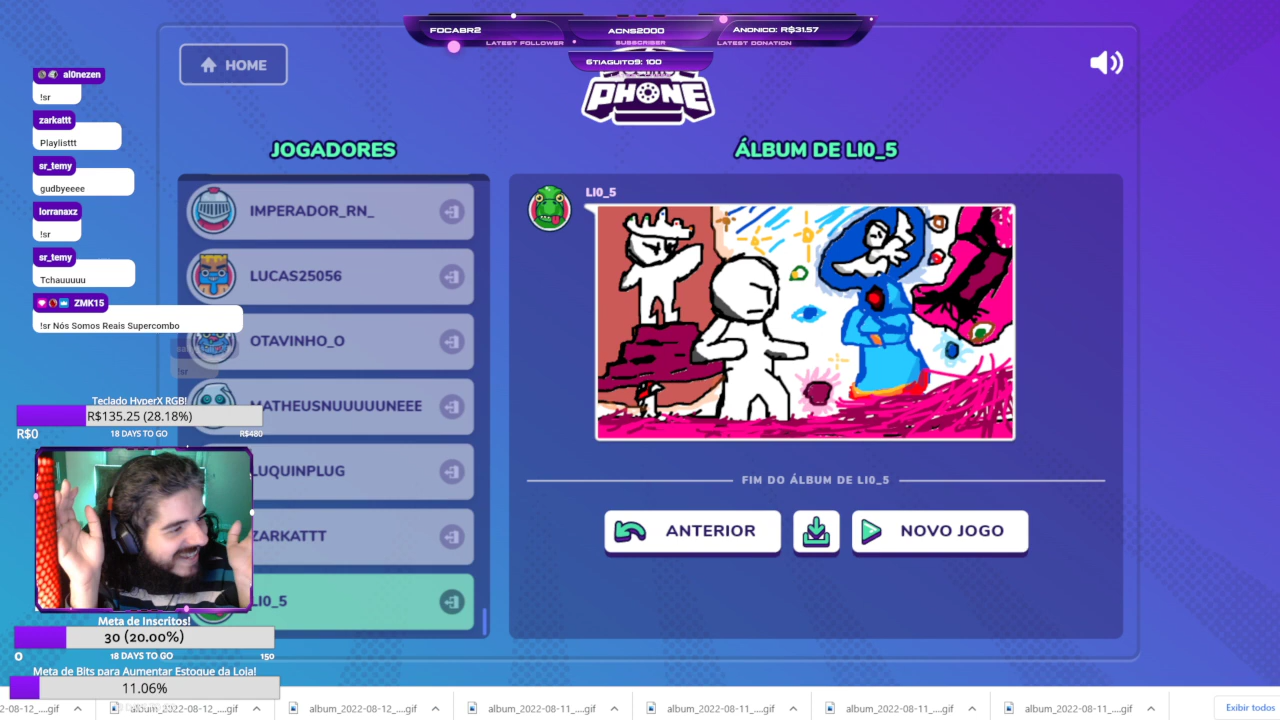 FOCABR2
LATEST FOLLOWER
ACNS2000
SUBSCRIBER
ANONICO: R$31.57
LATEST DONATION
6TIAGUITO9: 100
HOME
PHONE
al0nezen
!sr
zarkattt
Playlisttt
sr_temy
gudbyeeee
lorranaxz
!sr
sr_temy
Tchauuuuu
ZMK15
!sr Nós Somos Reais Supercombo
!sr
JOGADORES
IMPERADOR_RN_
LUCAS25056
OTAVINHO_O
MATHEUSNUUUUNEEE
LUQUINPLUG
ZARKATTT
LI0_5
ÁLBUM DE LI0_5
LI0_5
FIM DO ÁLBUM DE LI0_5
ANTERIOR
NOVO JOGO
Teclado HyperX RGB!
R$135.25 (28.18%)
R$0
18 DAYS TO GO
R$480
Meta de Inscritos!
30 (20.00%)
0
18 DAYS TO GO
150
Meta de Bits para Aumentar Estoque da Loja!
11.06%
2-08-12_....gif
album_2022-08-12_....gif
album_2022-08-12_....gif
album_2022-08-11_....gif
album_2022-08-11_....gif
album_2022-08-11_....gif
album_2022-08-11_....gif
Exibir todos